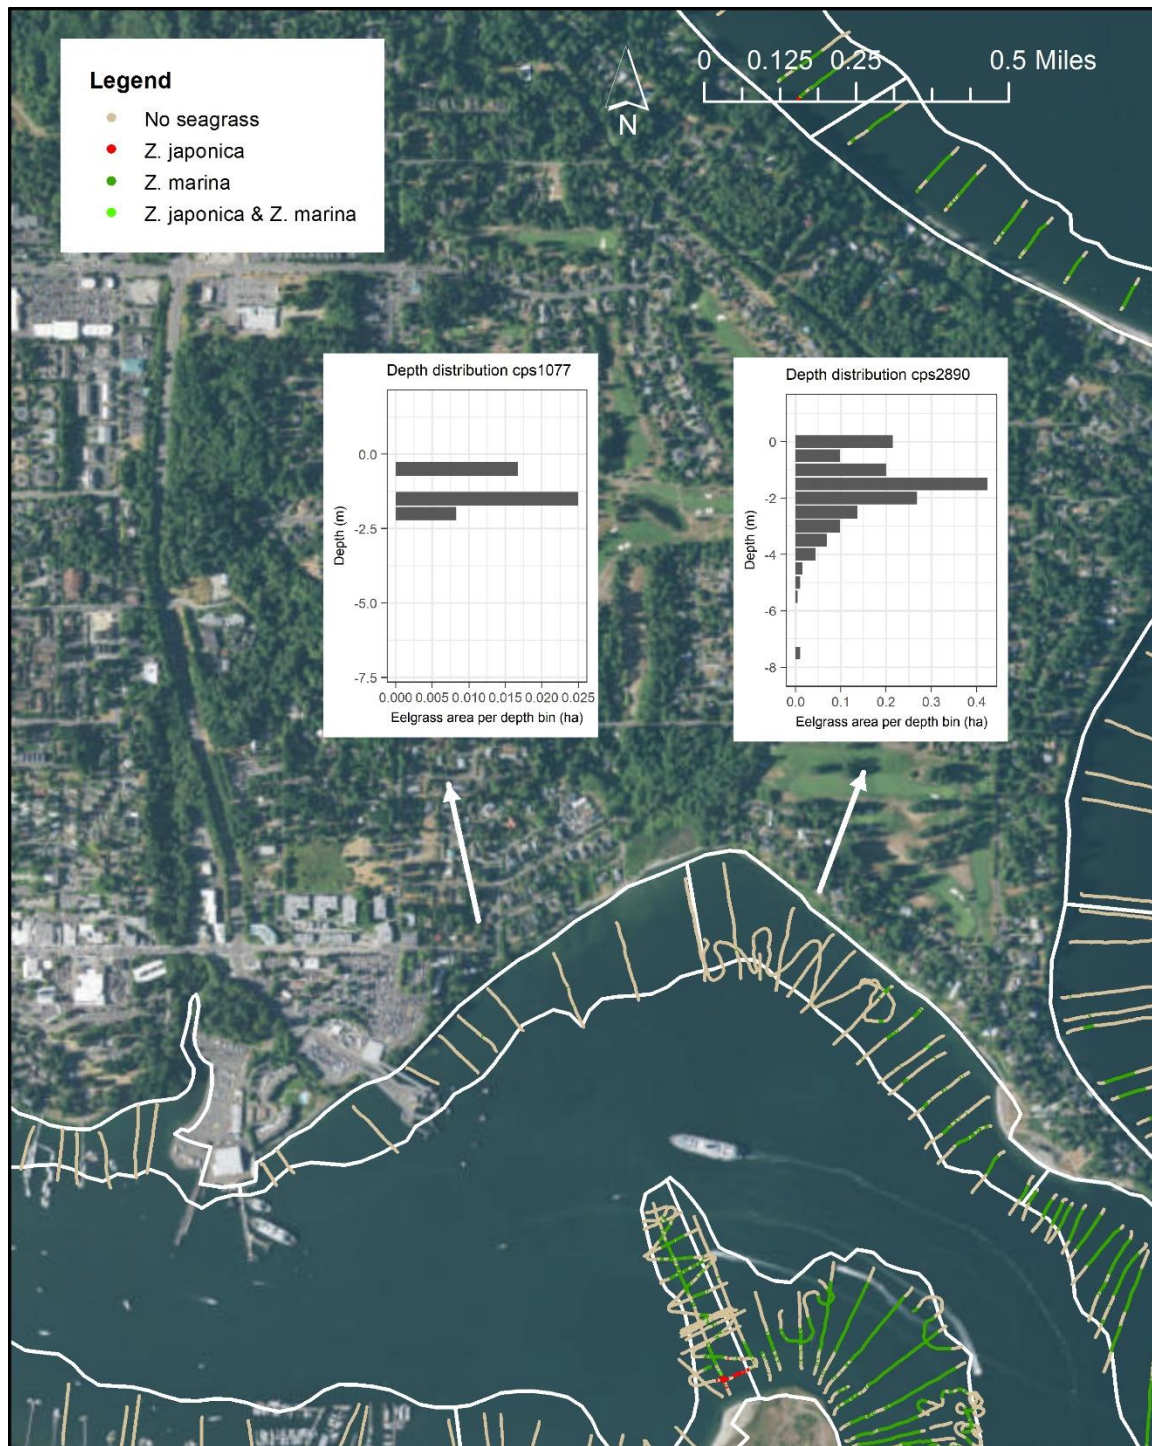 Legend
No seagrass
Z. japonica
Z. marina
Z. japonica & Z. marina
N
0 0.125 0.25 0.5 Miles
Depth distribution cps1077
Depth (m)
0.0
-2.5
-5.0
-7.5
0.000 0.005 0.010 0.015 0.020 0.025
Eelgrass area per depth bin (ha)
Depth distribution cps2890
Depth (m)
0
-2
-4
-6
-8
0.0 0.1 0.2 0.3 0.4
Eelgrass area per depth bin (ha)